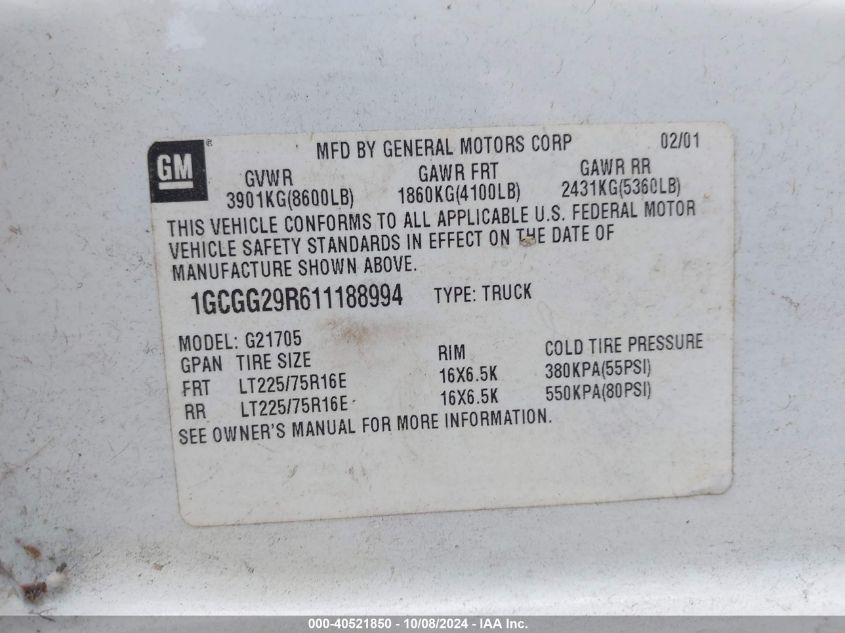 MFD BY GENERAL MOTORS CORP 02/01
GM®
GVWR GAWR FRT GAWR RR
3901KG(8600LB) 1860KG(4100LB) 2431KG(5360LB)
THIS VEHICLE CONFORMS TO ALL APPLICABLE U.S. FEDERAL MOTOR
VEHICLE SAFETY STANDARDS IN EFFECT ON THE DATE OF
MANUFACTURE SHOWN ABOVE.
1GCGG29R611188994 TYPE: TRUCK
MODEL: G21705
GPAN TIRE SIZE RIM COLD TIRE PRESSURE
FRT LT225/75R16E 16X6.5K 380KPA(55PSI)
RR LT225/75R16E 16X6.5K 550KPA(80PSI)
SEE OWNER'S MANUAL FOR MORE INFORMATION.
000-40521850 - 10/08/2024 - IAA Inc.